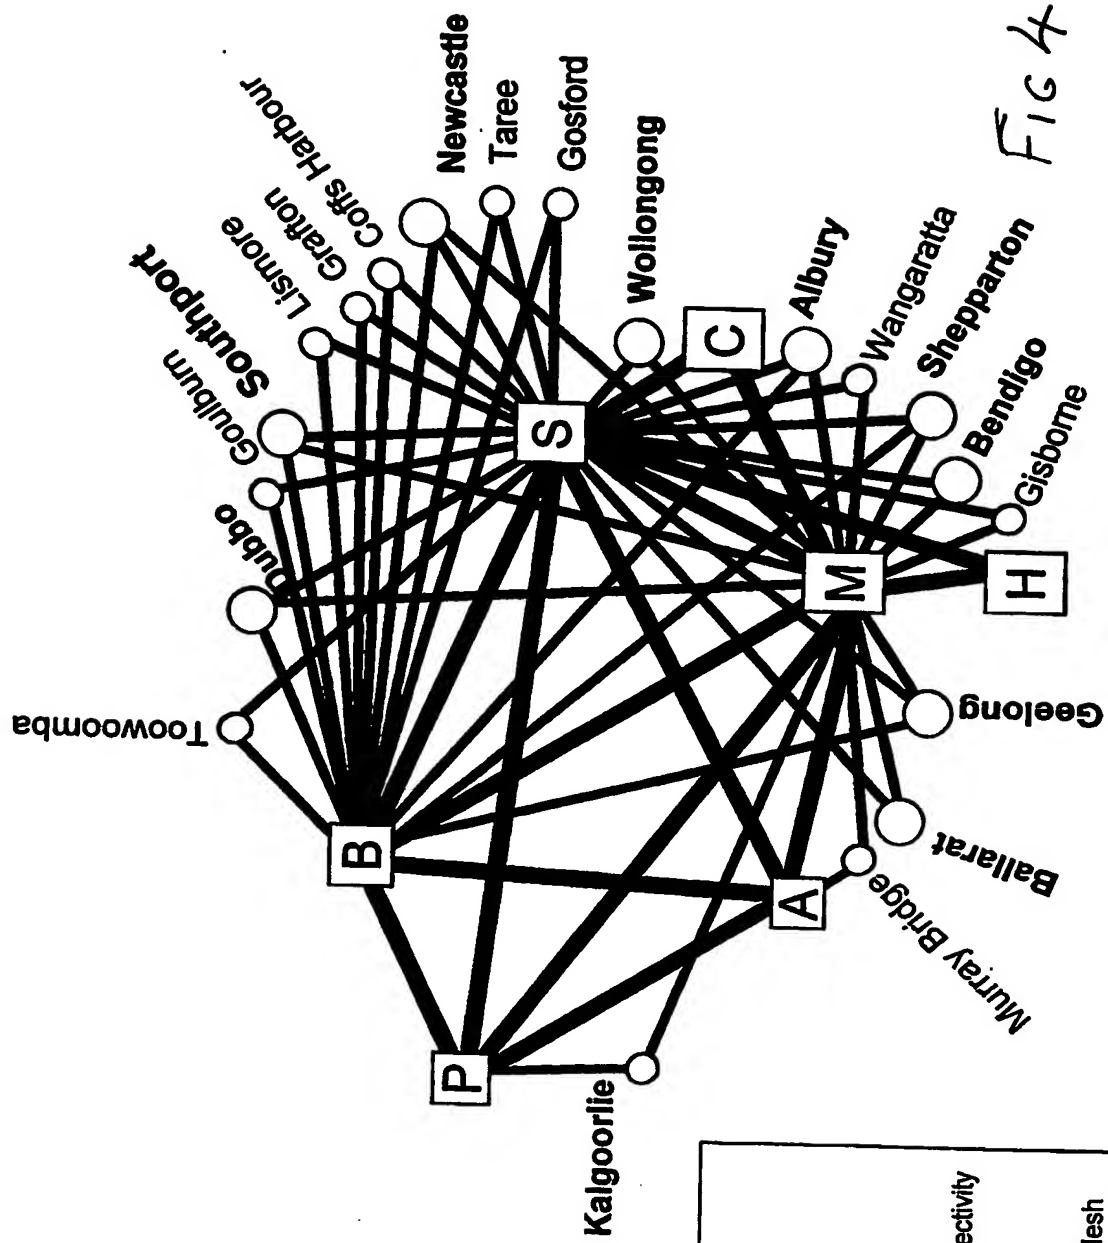 Toowoomba
Dubbo
Goulburn
Southport
Lismore
Grafton
Coffs Harbour
Newcastle
Taree
Gosford
Wollongong
Albury
Wangaratta
Shepparton
Bendigo
Gisborne
Geelong
Ballarat
Murray Bridge
Kalgoorlie
B
S
C
M
H
A
P
ectivity
FIG 4